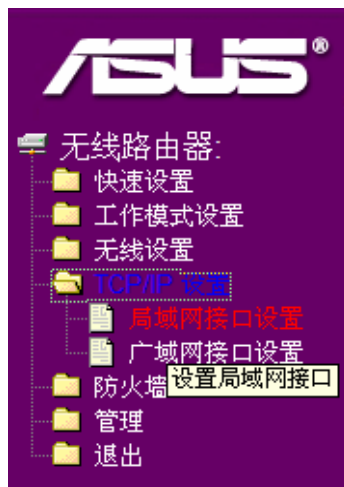 ASUS®
无线路由器:
快速设置
工作模式设置
无线设置
TCP/IP 设置
局域网接口设置
广域网接口设置
防火墙
设置局域网接口
管理
退出